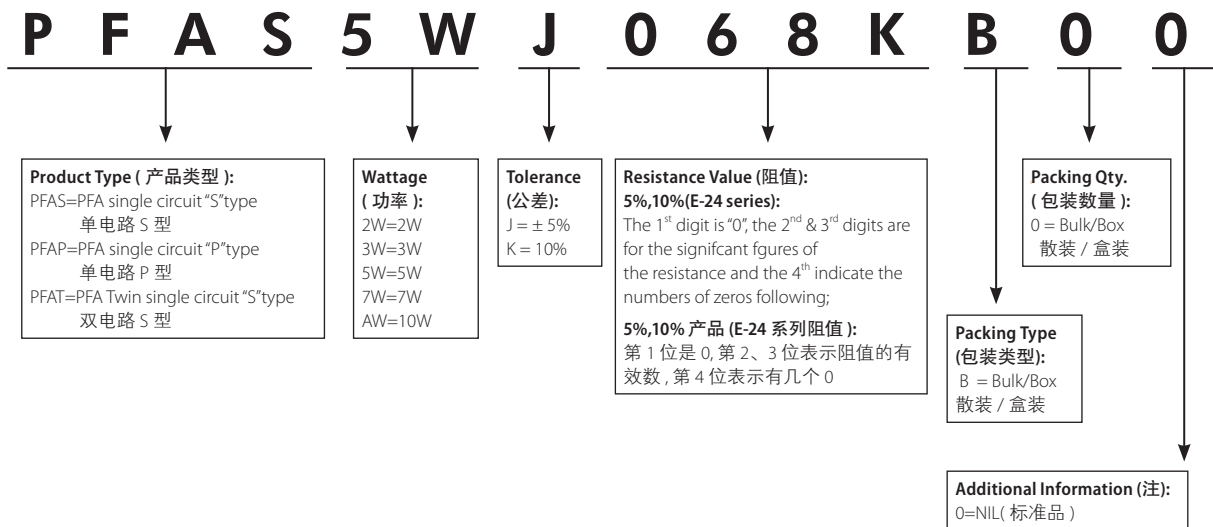 P F A S 5 W J 0 6 8 K B 0 0
Product Type ( 产品类型 ):
PFAS=PFA single circuit “S”type
单电路 S 型
PFAP=PFA single circuit “P”type
单电路 P 型
PFAT=PFA Twin single circuit “S”type
双电路 S 型
Wattage
( 功率 ):
2W=2W
3W=3W
5W=5W
7W=7W
AW=10W
Tolerance
(公差):
J = ± 5%
K = 10%
Resistance Value (阻值):
5%,10%(E-24 series):
The 1st digit is “0”, the 2nd & 3rd digits are
for the signifcant fgures of
the resistance and the 4th indicate the
numbers of zeros following;
5%,10% 产品 (E-24 系列阻值 ):
第 1 位是 0, 第 2、3 位表示阻值的有
效数 , 第 4 位表示有几个 0
Packing Type
(包装类型):
B = Bulk/Box
散装 / 盒装
Packing Qty.
( 包装数量 ):
0 = Bulk/Box
散装 / 盒装
Additional Information (注):
0=NIL( 标准品 )